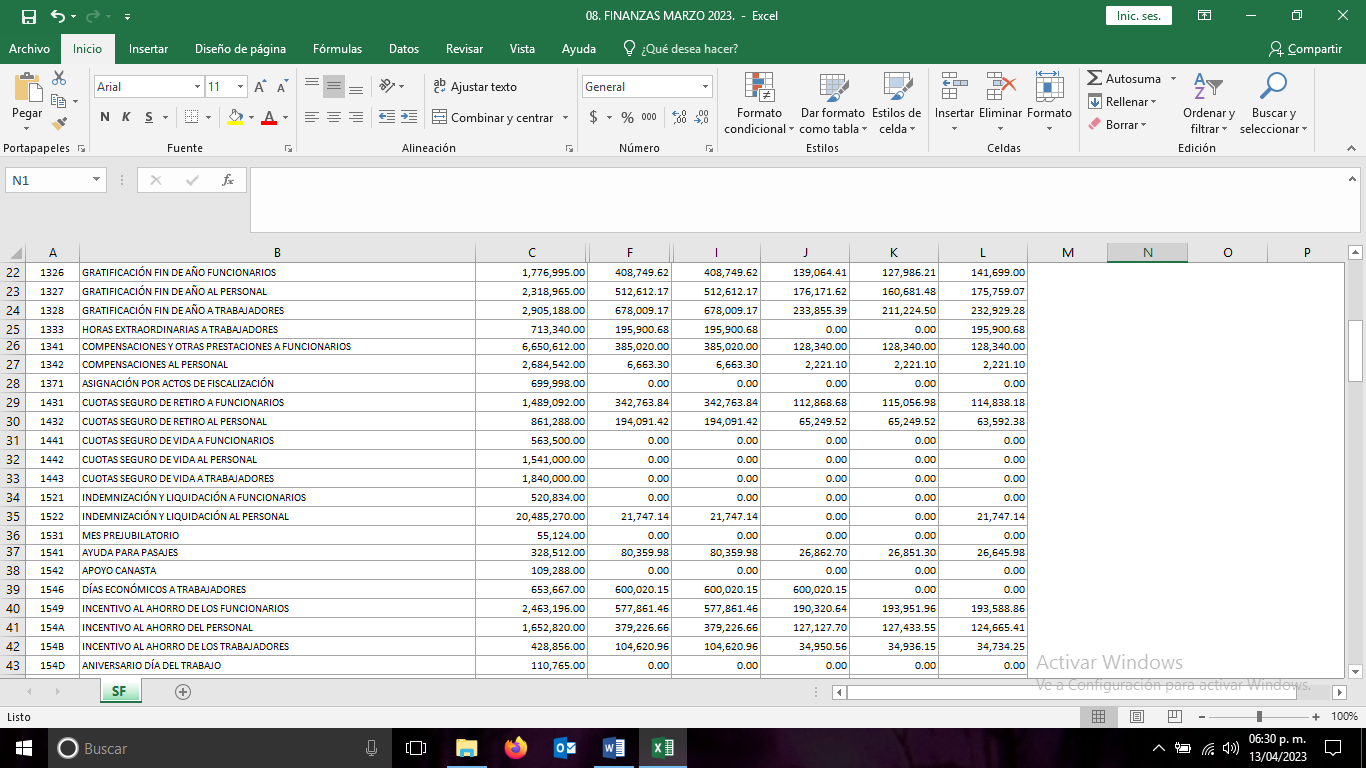 08. FINANZAS MARZO 2023. - Excel
Inic. ses.
Archivo Inicio Insertar Diseño de página Fórmulas Datos Revisar Vista Ayuda ¿Qué desea hacer? Compartir
Pegar
Arial 11
N K S
Ajustar texto
Combinar y centrar
General
$ % 000
Formato condicional
Dar formato como tabla
Estilos de celda
Insertar Eliminar Formato
Autosuma
Rellenar
Borrar
Ordenar y filtrar
Buscar y seleccionar
Portapapeles Fuente Alineación Número Estilos Celdas Edición
N1 fx
A B C F I J K L M N O P
22 1326 GRATIFICACIÓN FIN DE AÑO FUNCIONARIOS 1,776,995.00 408,749.62 408,749.62 139,064.41 127,986.21 141,699.00
23 1327 GRATIFICACIÓN FIN DE AÑO AL PERSONAL 2,318,965.00 512,612.17 512,612.17 176,171.62 160,681.48 175,759.07
24 1328 GRATIFICACIÓN FIN DE AÑO A TRABAJADORES 2,905,188.00 678,009.17 678,009.17 233,855.39 211,224.50 232,929.28
25 1333 HORAS EXTRAORDINARIAS A TRABAJADORES 713,340.00 195,900.68 195,900.68 0.00 0.00 195,900.68
26 1341 COMPENSACIONES Y OTRAS PRESTACIONES A FUNCIONARIOS 6,650,612.00 385,020.00 385,020.00 128,340.00 128,340.00 128,340.00
27 1342 COMPENSACIONES AL PERSONAL 2,684,542.00 6,663.30 6,663.30 2,221.10 2,221.10 2,221.10
28 1371 ASIGNACIÓN POR ACTOS DE FISCALIZACIÓN 699,998.00 0.00 0.00 0.00 0.00 0.00
29 1431 CUOTAS SEGURO DE RETIRO A FUNCIONARIOS 1,489,092.00 342,763.84 342,763.84 112,868.68 115,056.98 114,838.18
30 1432 CUOTAS SEGURO DE RETIRO AL PERSONAL 861,288.00 194,091.42 194,091.42 65,249.52 65,249.52 63,592.38
31 1441 CUOTAS SEGURO DE VIDA A FUNCIONARIOS 563,500.00 0.00 0.00 0.00 0.00 0.00
32 1442 CUOTAS SEGURO DE VIDA AL PERSONAL 1,541,000.00 0.00 0.00 0.00 0.00 0.00
33 1443 CUOTAS SEGURO DE VIDA A TRABAJADORES 1,840,000.00 0.00 0.00 0.00 0.00 0.00
34 1521 INDEMNIZACIÓN Y LIQUIDACIÓN A FUNCIONARIOS 520,834.00 0.00 0.00 0.00 0.00 0.00
35 1522 INDEMNIZACIÓN Y LIQUIDACIÓN AL PERSONAL 20,485,270.00 21,747.14 21,747.14 0.00 0.00 21,747.14
36 1531 MES PREJUBILATORIO 55,124.00 0.00 0.00 0.00 0.00 0.00
37 1541 AYUDA PARA PASAJES 328,512.00 80,359.98 80,359.98 26,862.70 26,851.30 26,645.98
38 1542 APOYO CANASTA 109,288.00 0.00 0.00 0.00 0.00 0.00
39 1546 DÍAS ECONÓMICOS A TRABAJADORES 653,667.00 600,020.15 600,020.15 600,020.15 0.00 0.00
40 1549 INCENTIVO AL AHORRO DE LOS FUNCIONARIOS 2,463,196.00 577,861.46 577,861.46 190,320.64 193,951.96 193,588.86
41 154A INCENTIVO AL AHORRO DEL PERSONAL 1,652,820.00 379,226.66 379,226.66 127,127.70 127,433.55 124,665.41
42 154B INCENTIVO AL AHORRO DE LOS TRABAJADORES 428,856.00 104,620.96 104,620.96 34,950.56 34,936.15 34,734.25
43 154D ANIVERSARIO DÍA DEL TRABAJO 110,765.00 0.00 0.00 0.00 0.00 0.00
Activar Windows
Ve a Configuración para activar Windows.
SF
Listo 100%
Buscar
06:30 p. m.
13/04/2023